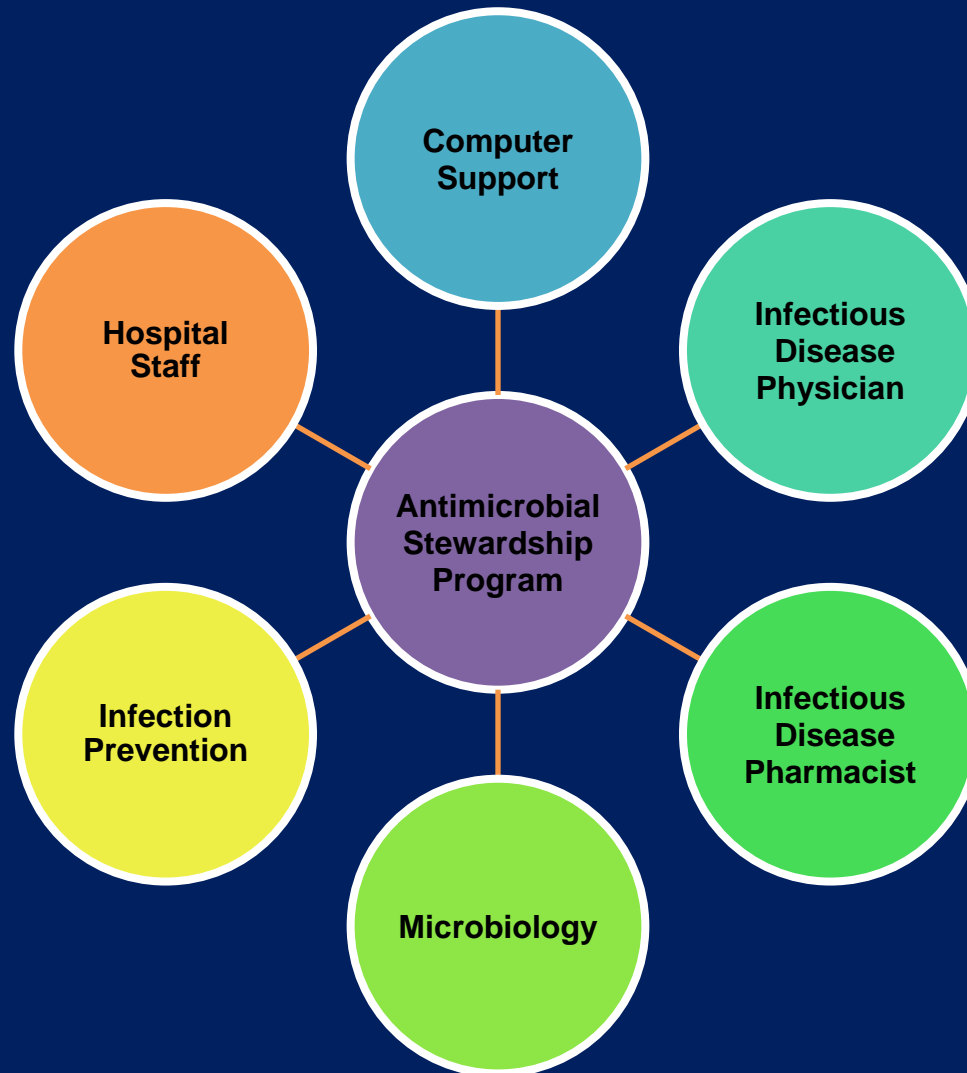 Computer
Support
Infectious
Disease
Physician
Hospital
Staff
Antimicrobial
Stewardship
Program
Infection
Prevention
Infectious
Disease
Pharmacist
Microbiology